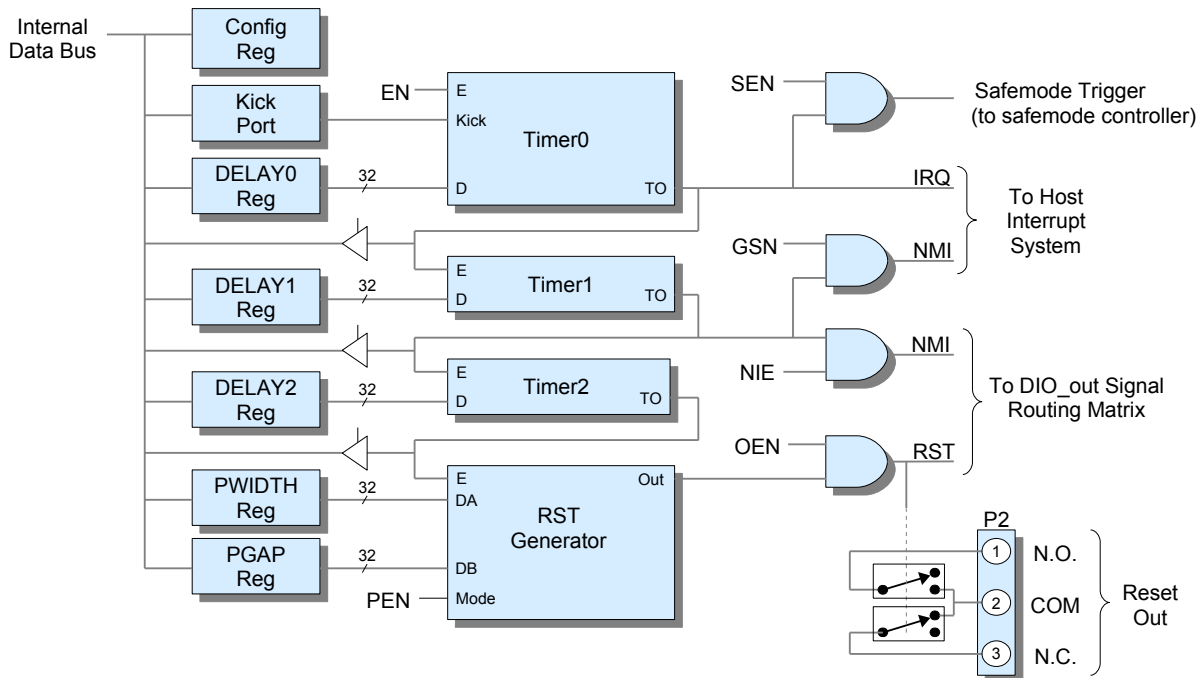 Internal
Data Bus
Config
Reg
Kick
Port
DELAY0
Reg
32
EN
E
Kick
D
Timer0
TO
SEN
Safemode Trigger
(to safemode controller)
IRQ
GSN
NMI
To Host
Interrupt
System
DELAY1
Reg
32
E
D
Timer1
TO
NIE
NMI
DELAY2
Reg
32
E
D
Timer2
TO
OEN
RST
To DIO_out Signal
Routing Matrix
PWIDTH
Reg
32
PGAP
Reg
32
PEN
E
DA
DB
Mode
RST
Generator
Out
P2
1
N.O.
2
COM
3
N.C.
Reset
Out